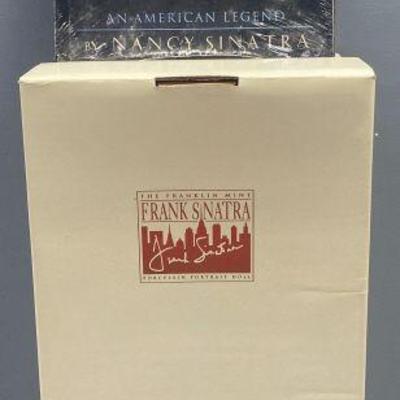 AN AMERICAN LEGEND
BY NANCY SINATRA
THE FRANKLIN MINT
FRANK SINATRA
Frank Sinatra
PORCELAIN PORTRAIT DOLL